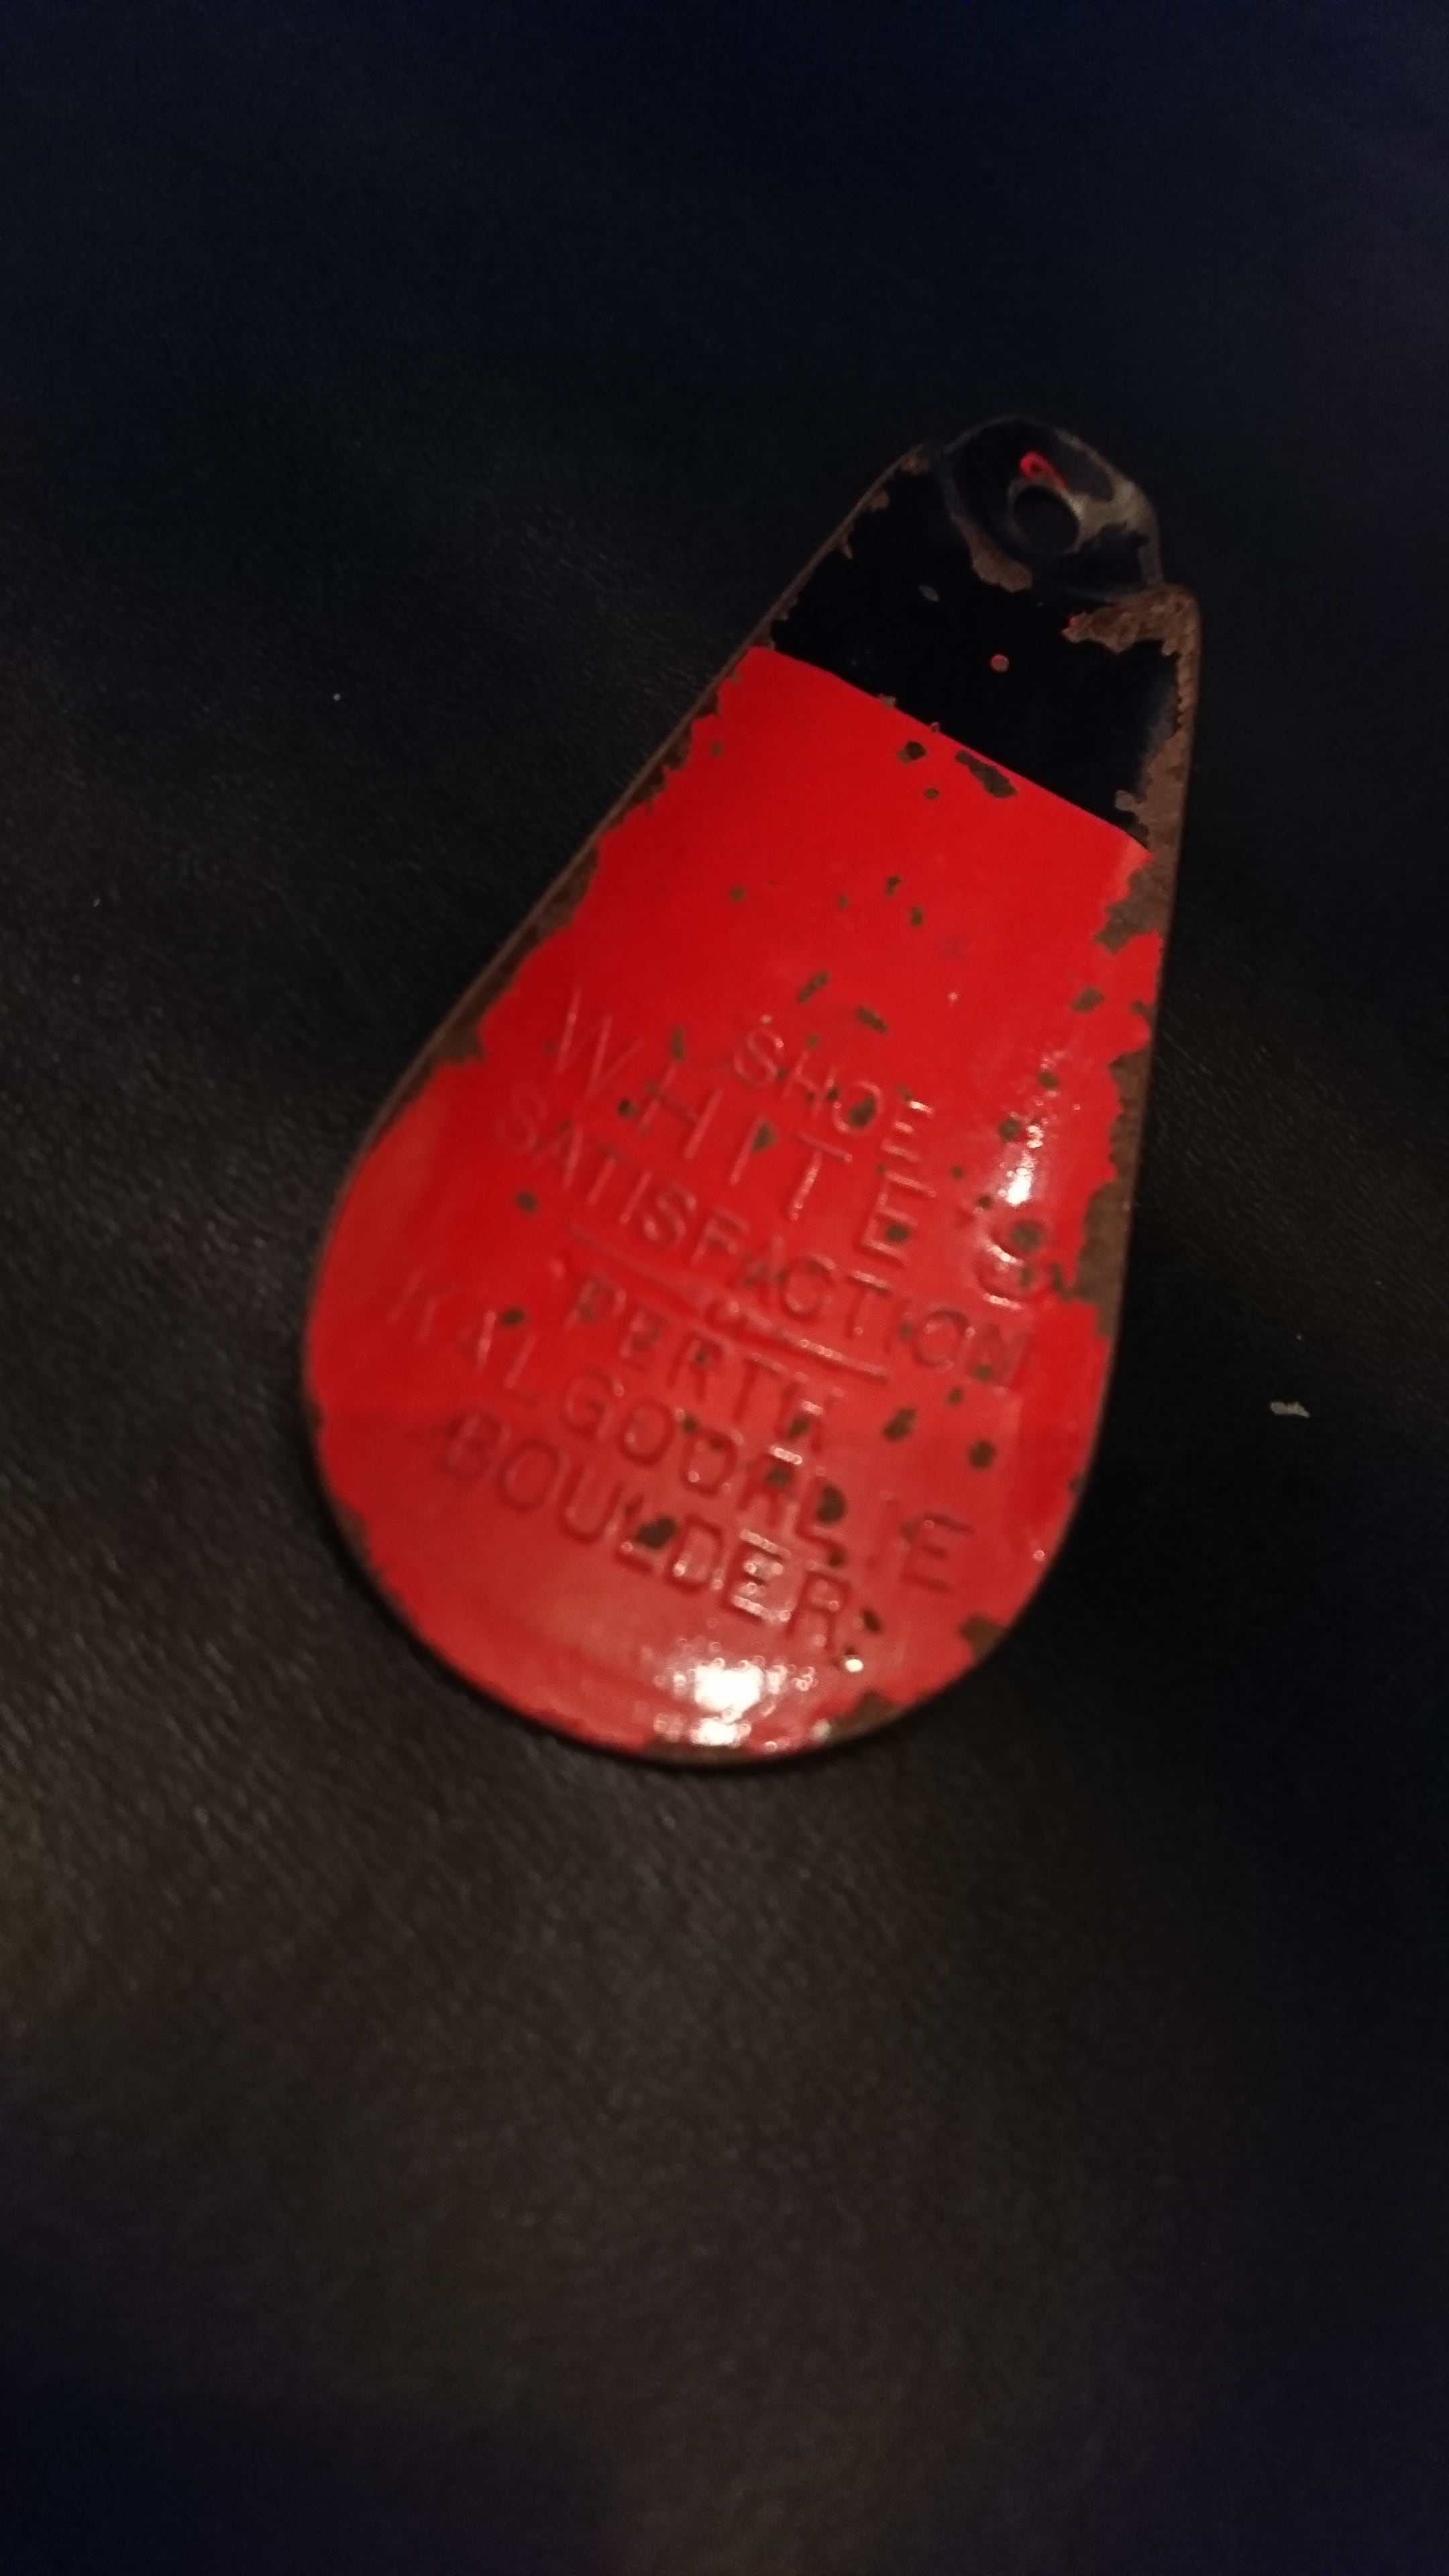 SHOE
WHITE'S
SATISFACTION
PERTH
KALGOORLIE
BOULDER.